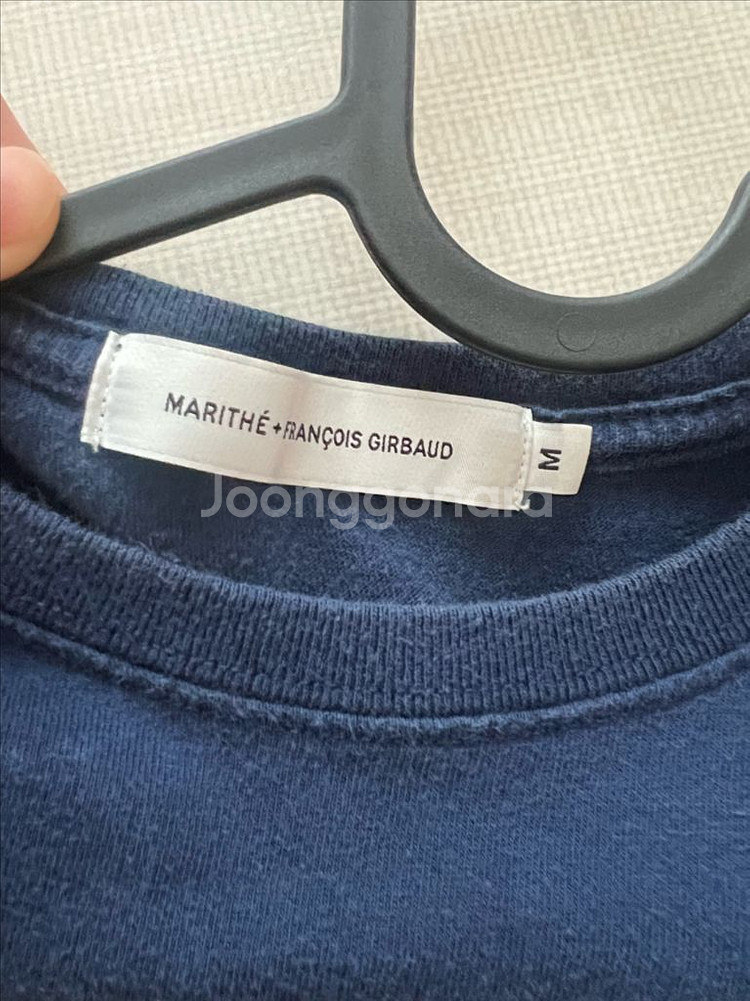 MARITHÉ + FRANÇOIS GIRBAUD
M
Joonggonara